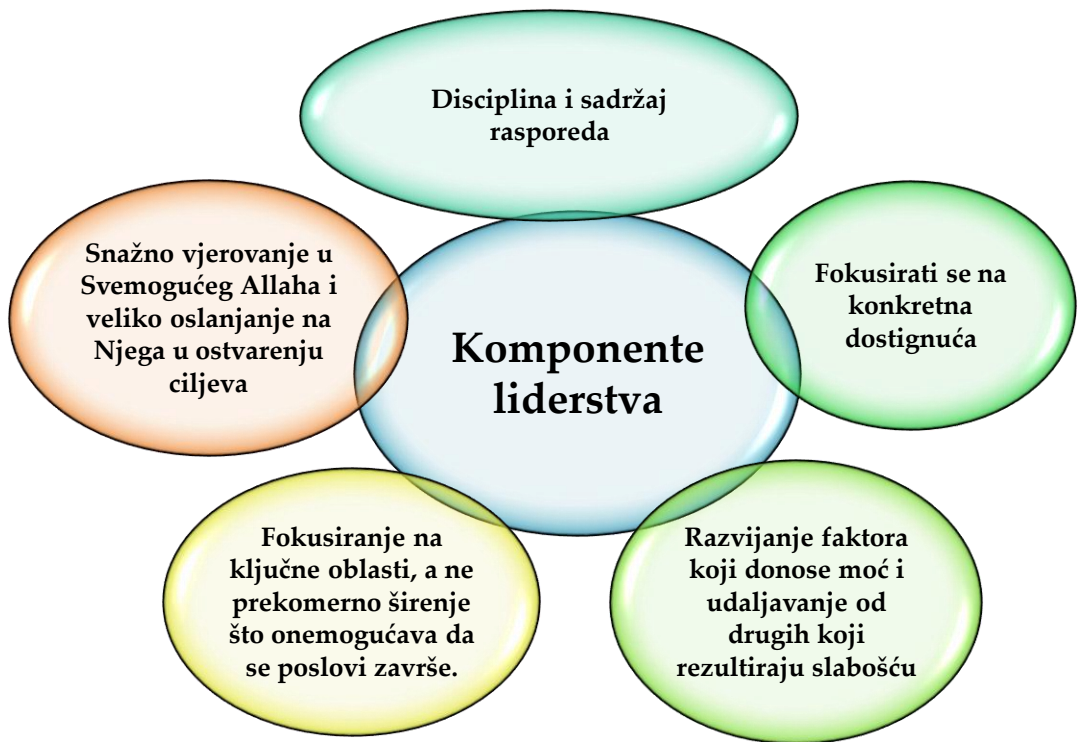 Disciplina i sadržaj
rasporeda
Snažno vjerovanje u
Svemogućeg Allaha i
veliko oslanjanje na
Njega u ostvarenju
ciljeva
Fokusirati se na
konkretna
dostignuća
Komponente
liderstva
Fokusiranje na
ključne oblasti, a ne
prekomerno širenje
što onemogućava da
se poslovi završe.
Razvijanje faktora
koji donose moć i
udaljavanje od
drugih koji
rezultiraju slabošću